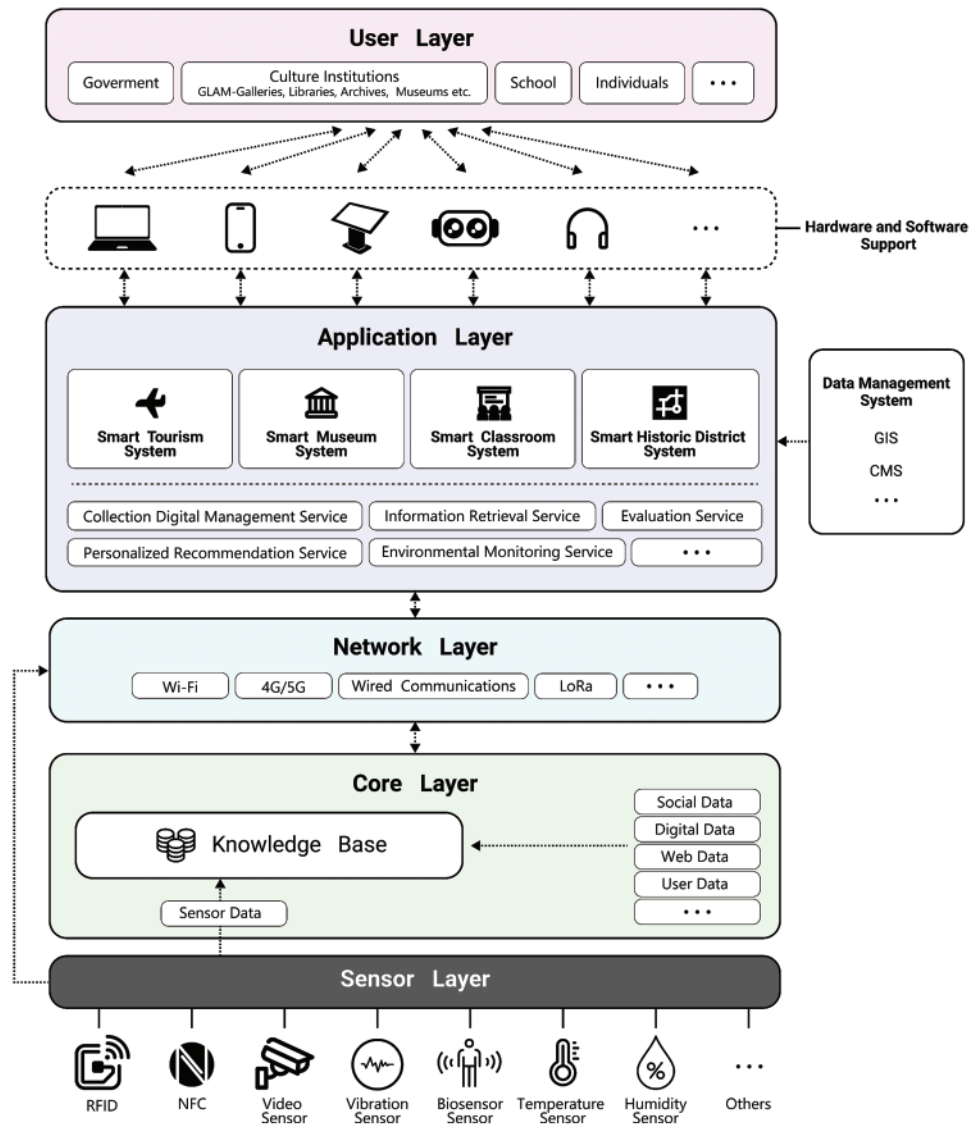 User Layer
Goverment
Culture Institutions
GLAM-Galleries, Libraries, Archives, Museums etc.
School
Individuals
...
...
Hardware and Software
Support
Application Layer
Smart Tourism
System
Smart Museum
System
Smart Classroom
System
Smart Historic District
System
Data Management
System
GIS
CMS
...
Collection Digital Management Service
Information Retrieval Service
Evaluation Service
Personalized Recommendation Service
Environmental Monitoring Service
...
Network Layer
Wi-Fi
4G/5G
Wired Communications
LoRa
...
Core Layer
Knowledge Base
Social Data
Digital Data
Web Data
User Data
...
Sensor Data
Sensor Layer
N
%
...
RFID
NFC
Video
Sensor
Vibration
Sensor
Biosensor
Sensor
Temperature
Sensor
Humidity
Sensor
Others